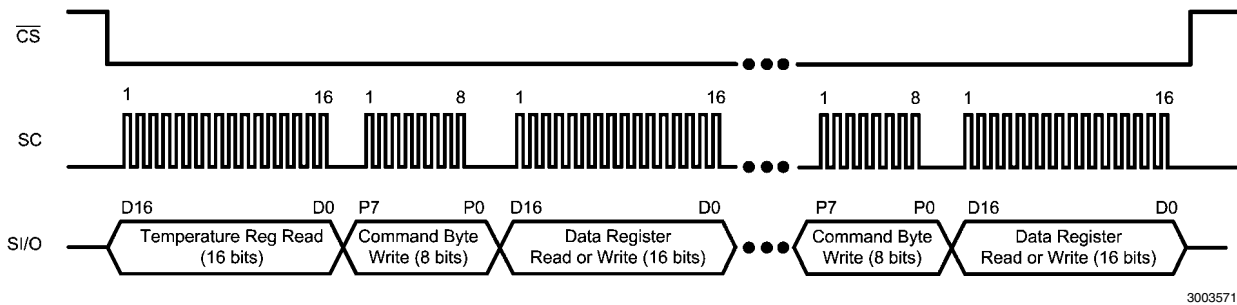 CS
1 16 1 8 1 16 1 8 1 16
SC
D16 D0 P7 P0 D16 D0 P7 P0 D16 D0
SI/O
Temperature Reg Read
(16 bits)
Command Byte
Write (8 bits)
Data Register
Read or Write (16 bits)
Command Byte
Write (8 bits)
Data Register
Read or Write (16 bits)
3003571